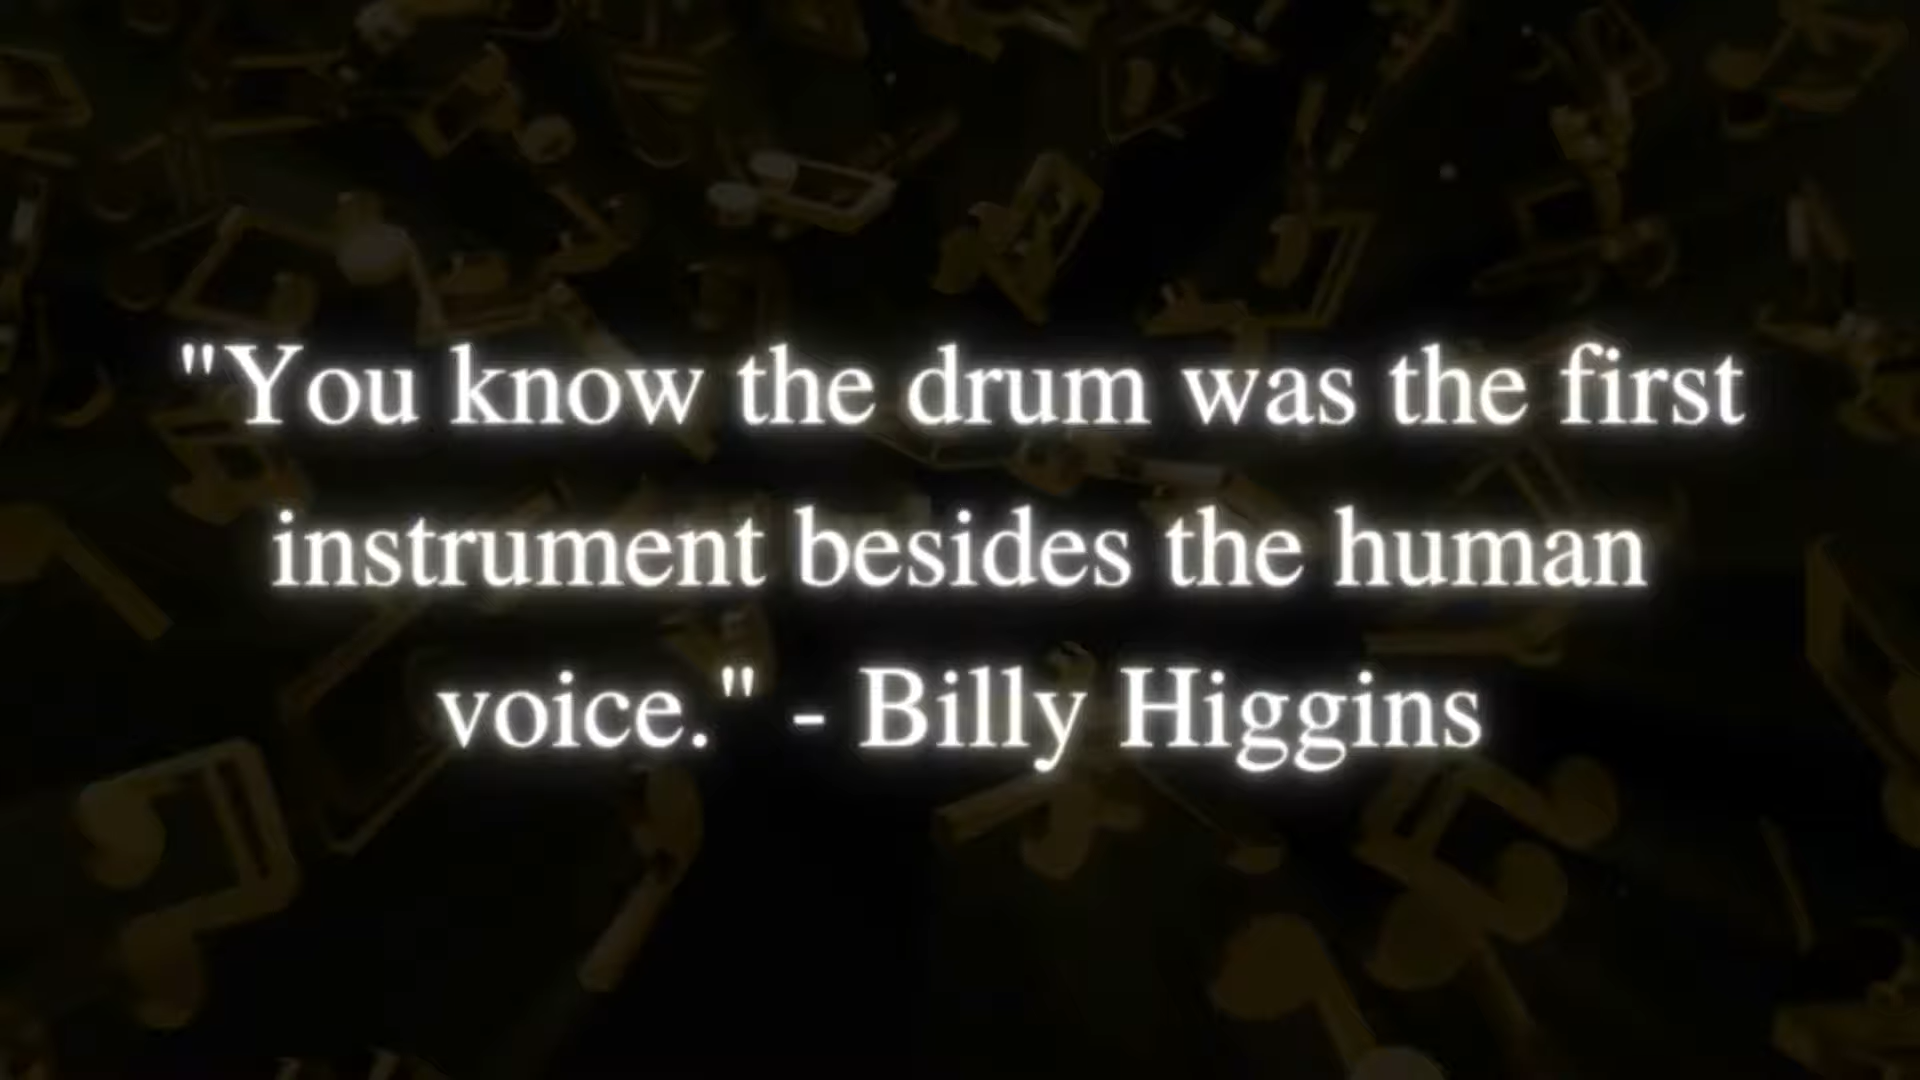 "You know the drum was the first
instrument besides the human
voice." - Billy Higgins